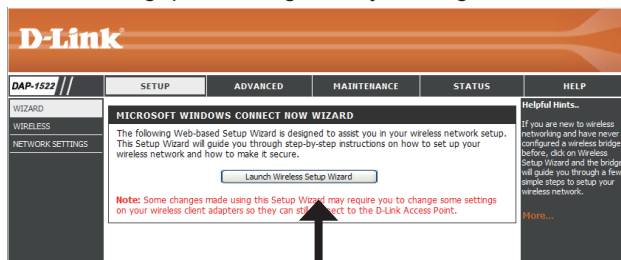 D-Link
DAP-1522 // SETUP ADVANCED MAINTENANCE STATUS HELP
WIZARD
WIRELESS
NETWORK SETTINGS
MICROSOFT WINDOWS CONNECT NOW WIZARD
The following Web-based Setup Wizard is designed to assist you in your wireless network setup.
This Setup Wizard will guide you through step-by-step instructions on how to set up your
wireless network and how to make it secure.
Launch Wireless Setup Wizard
Note: Some changes made using this Setup Wizard may require you to change some settings
on your wireless client adapters so they can still connect to the D-Link Access Point.
Helpful Hints..
If you are new to wireless
networking and have never
configured a wireless bridge
before, click on Wireless
Setup Wizard and the bridge
will guide you through a few
simple steps to setup your
wireless network.
More...